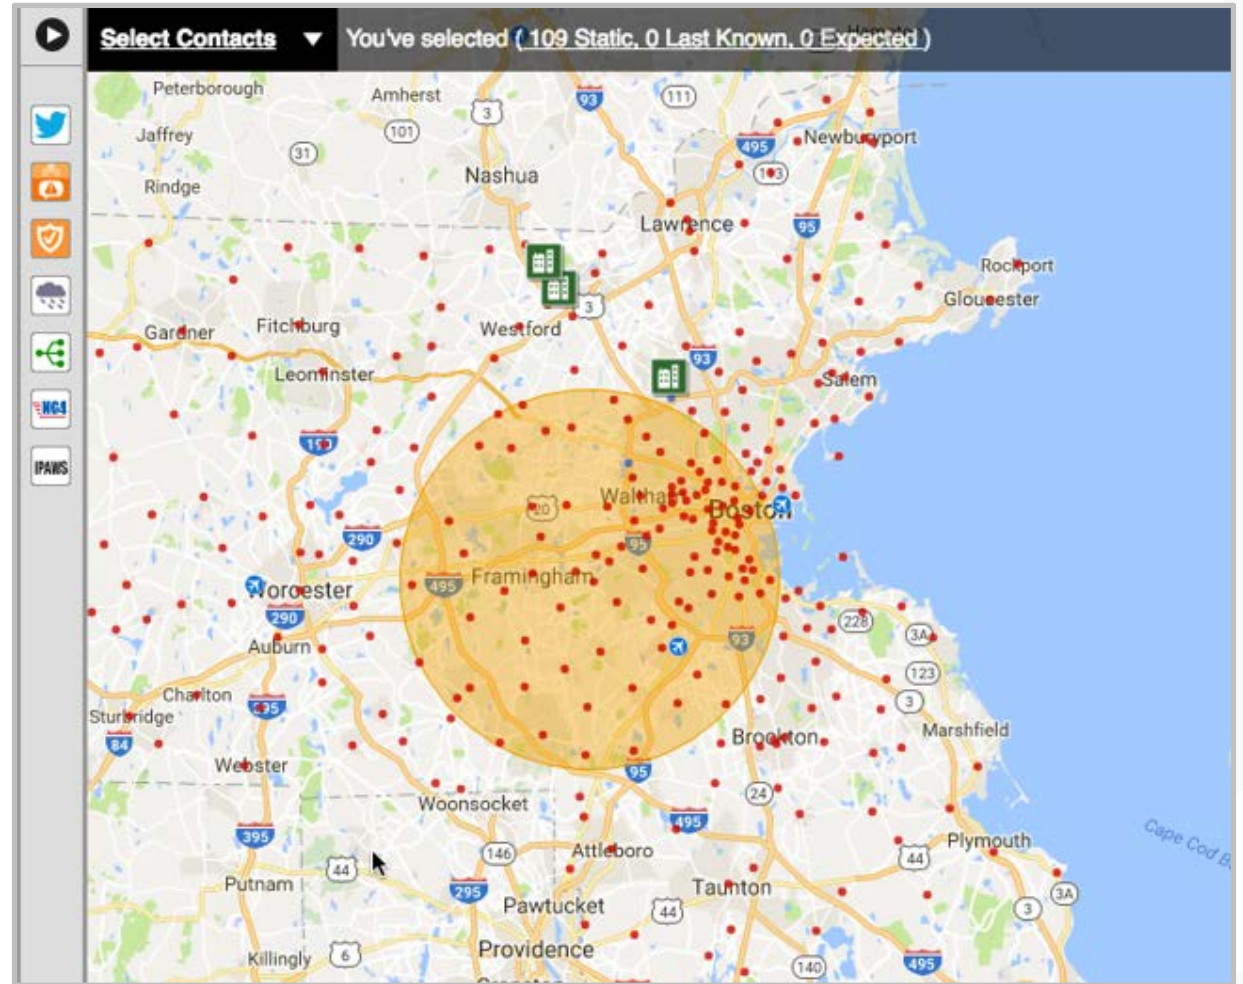 Select Contacts ▼ You've selected ( 109 Static, 0 Last Known, 0 Expected )
Peterborough
Amherst
93
111
3
Jaffrey
101
495
Newburyport
31
Nashua
Rindge
Lawrence
95
Rockport
Gloucester
3
Gardner
Fitchburg
Westford
93
Leominster
Salem
NC4
IPAWS
20
Waltham
Boston
290
95
Framingham
495
Worcester
290
228
3A
93
Auburn
123
Charlton
3
Sturbridge
84
Brockton
Marshfield
Webster
95
24
Woonsocket
495
395
Plymouth
146
Attleboro
44
44
Putnam
295
Taunton
3A
Pawtucket
44
3
Providence
Killingly
6
140
495
Cape Cod B